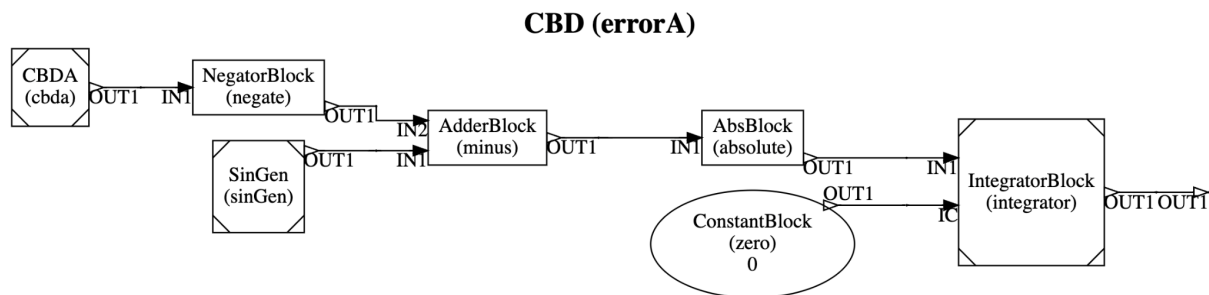 CBD (errorA)
CBDA
(cbda)
OUT1
IN1
NegatorBlock
(negate)
OUT1
IN2
SinGen
(sinGen)
OUT1
IN1
AdderBlock
(minus)
OUT1
IN1
AbsBlock
(absolute)
OUT1
IN1
ConstantBlock
(zero)
0
OUT1
IC
IntegratorBlock
(integrator)
OUT1
OUT1